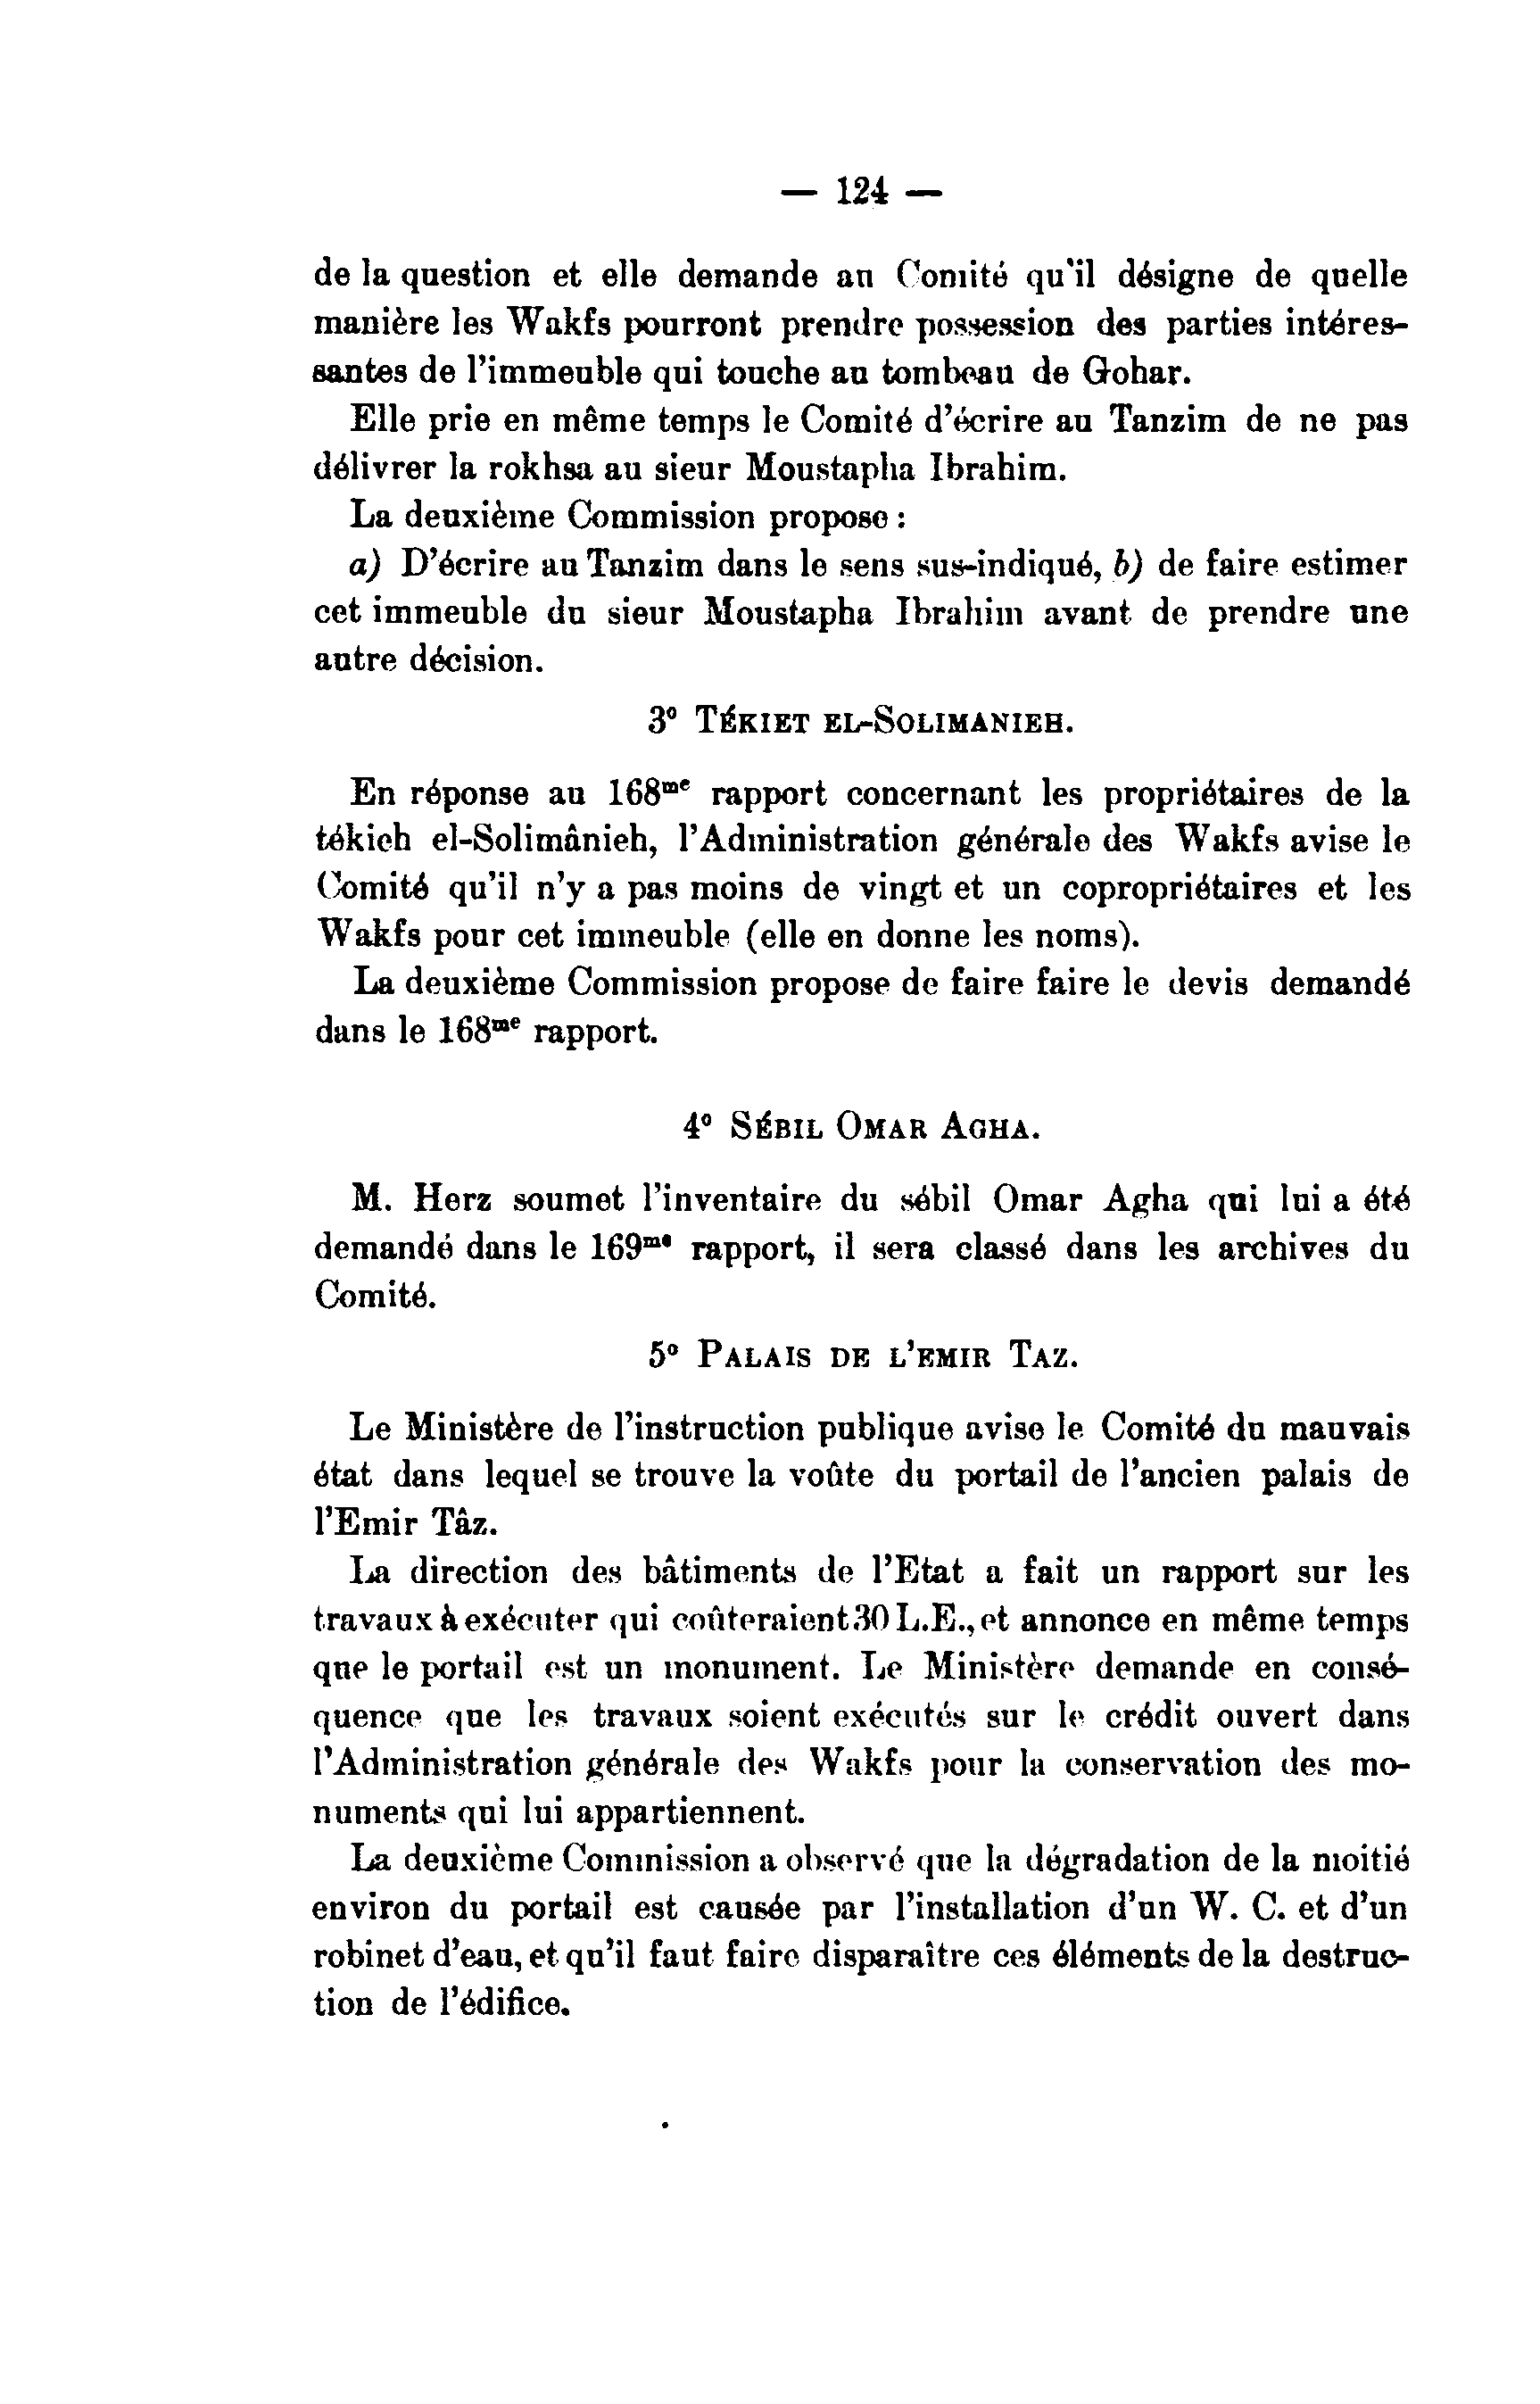 — 124 —
de la question et elle demande au Comité qu'il désigne de quelle
manière les Wakfs pourront prendre possession des parties intéres-
santes de l'immeuble qui touche au tombeau de Gohar.
Elle prie en même temps le Comité d'écrire au Tanzim de ne pas
délivrer la rokhsa au sieur Moustapha Ibrahim.
La deuxième Commission propose :
a) D'écrire au Tanzim dans le sens sus-indiqué, b) de faire estimer
cet immeuble du sieur Moustapha Ibrahim avant de prendre une
autre décision.
3° TÉKIET EL-SOLIMANIEH.
En réponse au 168me rapport concernant les propriétaires de la
tékieh el-Solimânieh, l'Administration générale des Wakfs avise le
Comité qu'il n'y a pas moins de vingt et un copropriétaires et les
Wakfs pour cet immeuble (elle en donne les noms).
La deuxième Commission propose de faire faire le devis demandé
dans le 168me rapport.
4° SÉBIL OMAR AGHA.
M. Herz soumet l'inventaire du sébil Omar Agha qui lui a été
demandé dans le 169me rapport, il sera classé dans les archives du
Comité.
5° PALAIS DE L'EMIR TAZ.
Le Ministère de l'instruction publique avise le Comité du mauvais
état dans lequel se trouve la voûte du portail de l'ancien palais de
l'Emir Tâz.
La direction des bâtiments de l'Etat a fait un rapport sur les
travaux à exécuter qui coûteraient 30 L.E., et annonce en même temps
que le portail est un monument. Le Ministère demande en consé-
quence que les travaux soient exécutés sur le crédit ouvert dans
l'Administration générale des Wakfs pour la conservation des mo-
numents qui lui appartiennent.
La deuxième Commission a observé que la dégradation de la moitié
environ du portail est causée par l'installation d'un W. C. et d'un
robinet d'eau, et qu'il faut faire disparaître ces éléments de la destruc-
tion de l'édifice.